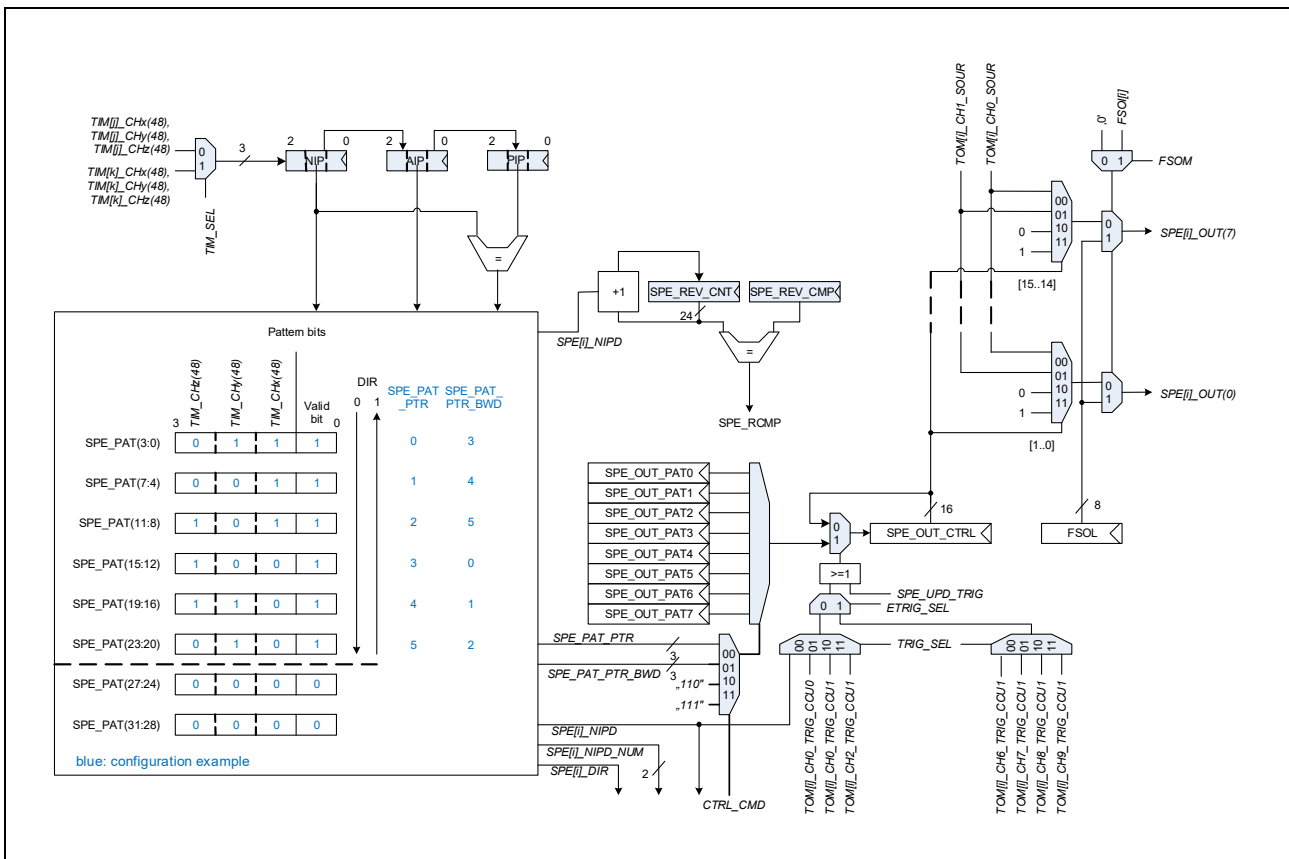 TIM[j]_CHx(48),
TIM[j]_CHy(48),
TIM[j]_CHz(48)
TIM[k]_CHx(48),
TIM[k]_CHy(48),
TIM[k]_CHz(48)
0
1
TIM_SEL
3
2 0
NIP
2 0
AIP
2 0
PIP
=
+1
SPE_REV_CNT
SPE_REV_CMP
24
SPE[i]_NIPD
=
SPE_RCMP
TOM[i]_CH1_SOUR
TOM[i]_CH0_SOUR
‚0'
FSOI[i]
0 1
FSOM
00
01
10
11
0
1
0
1
SPE[i]_OUT(7)
[15..14]
00
01
10
11
0
1
0
1
SPE[i]_OUT(0)
[1..0]
Pattern bits
TIM_CHz(48)
TIM_CHy(48)
TIM_CHx(48)
Valid
bit
3 0
DIR
0 1
SPE_PAT
_PTR
SPE_PAT_
PTR_BWD
SPE_PAT(3:0) 0 1 1 1 0 3
SPE_PAT(7:4) 0 0 1 1 1 4
SPE_PAT(11:8) 1 0 1 1 2 5
SPE_PAT(15:12) 1 0 0 1 3 0
SPE_PAT(19:16) 1 1 0 1 4 1
SPE_PAT(23:20) 0 1 0 1 5 2
SPE_PAT(27:24) 0 0 0 0
SPE_PAT(31:28) 0 0 0 0
blue: configuration example
SPE_OUT_PAT0
SPE_OUT_PAT1
SPE_OUT_PAT2
SPE_OUT_PAT3
SPE_OUT_PAT4
SPE_OUT_PAT5
SPE_OUT_PAT6
SPE_OUT_PAT7
SPE_PAT_PTR
3
SPE_PAT_PTR_BWD
3
„110"
„111"
00
01
10
11
SPE[i]_NIPD
SPE[i]_NIPD_NUM
2
SPE[i]_DIR
CTRL_CMD
0
1
16
SPE_OUT_CTRL
8
FSOL
>=1
SPE_UPD_TRIG
0 1
ETRIG_SEL
00 01 10 11
TRIG_SEL
00 01 10 11
TOM[i]_CH0_TRIG_CCU0
TOM[i]_CH0_TRIG_CCU1
TOM[i]_CH2_TRIG_CCU1
TOM[i]_CH6_TRIG_CCU1
TOM[i]_CH7_TRIG_CCU1
TOM[i]_CH8_TRIG_CCU1
TOM[i]_CH9_TRIG_CCU1